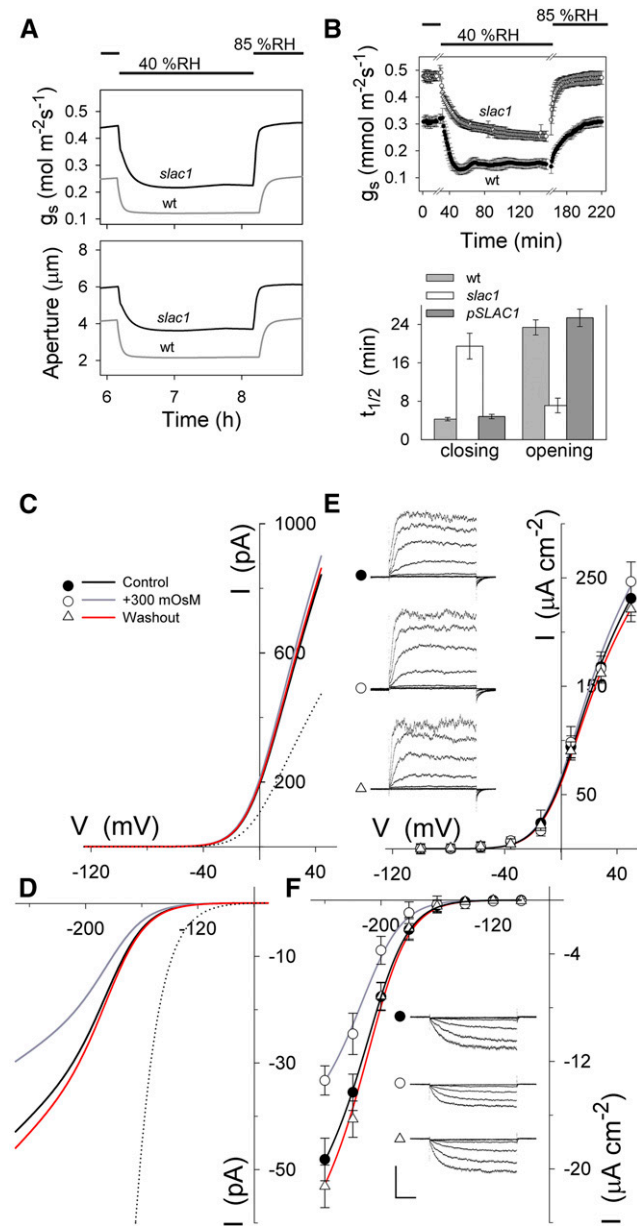 A
85 %RH
40 %RH
gs (mol m-2s-1)
0.5
0.4
0.3
0.2
0.1
slac1
wt
Aperture (μm)
8
6
4
2
slac1
wt
6
7
8
Time (h)
B
85 %RH
40 %RH
gs (mmol m-2s-1)
0.5
0.3
0.1
slac1
wt
0
40
80
120
160
180
220
Time (min)
wt
slac1
pSLAC1
t1/2 (min)
24
16
8
0
closing
opening
C
I (pA)
1000
600
200
Control
+300 mOsM
Washout
V (mV)
-120
-40
0
40
E
I (μA cm-2)
250
150
50
V (mV)
-120
-40
40
D
-200
-120
-10
-30
-50
I (pA)
F
-200
-120
-4
-12
-20
I (μA cm-2)